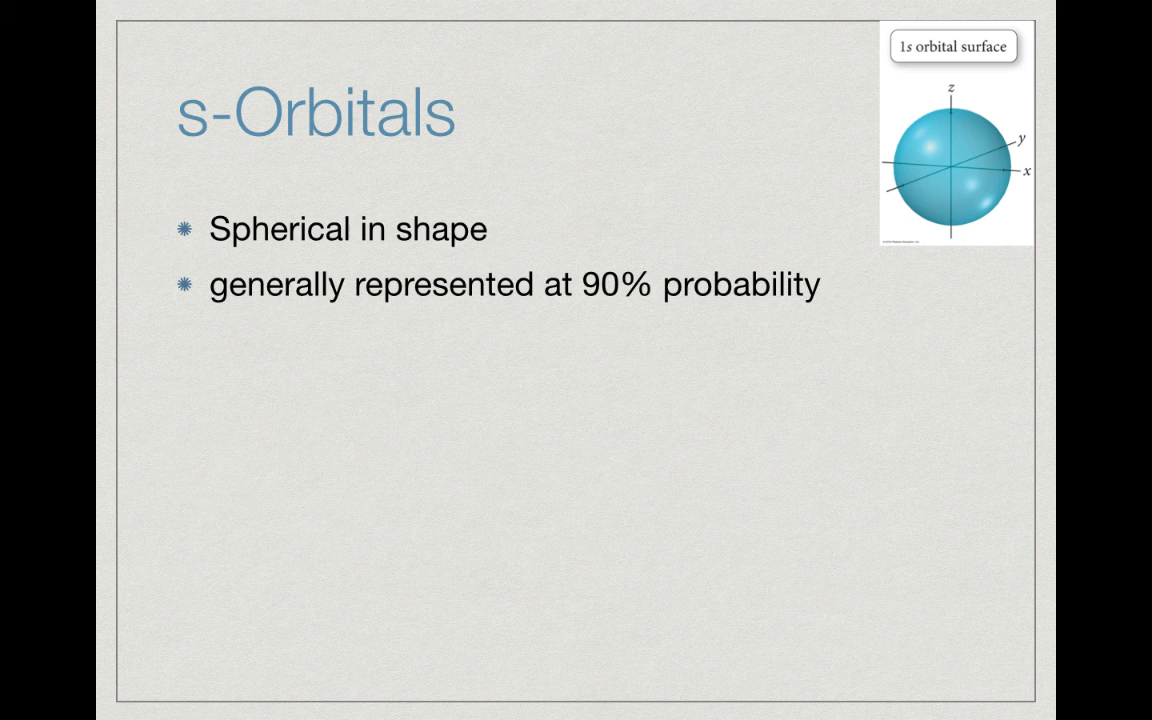 1s orbital surface
s-Orbitals
z
y
x
Spherical in shape
generally represented at 90% probability